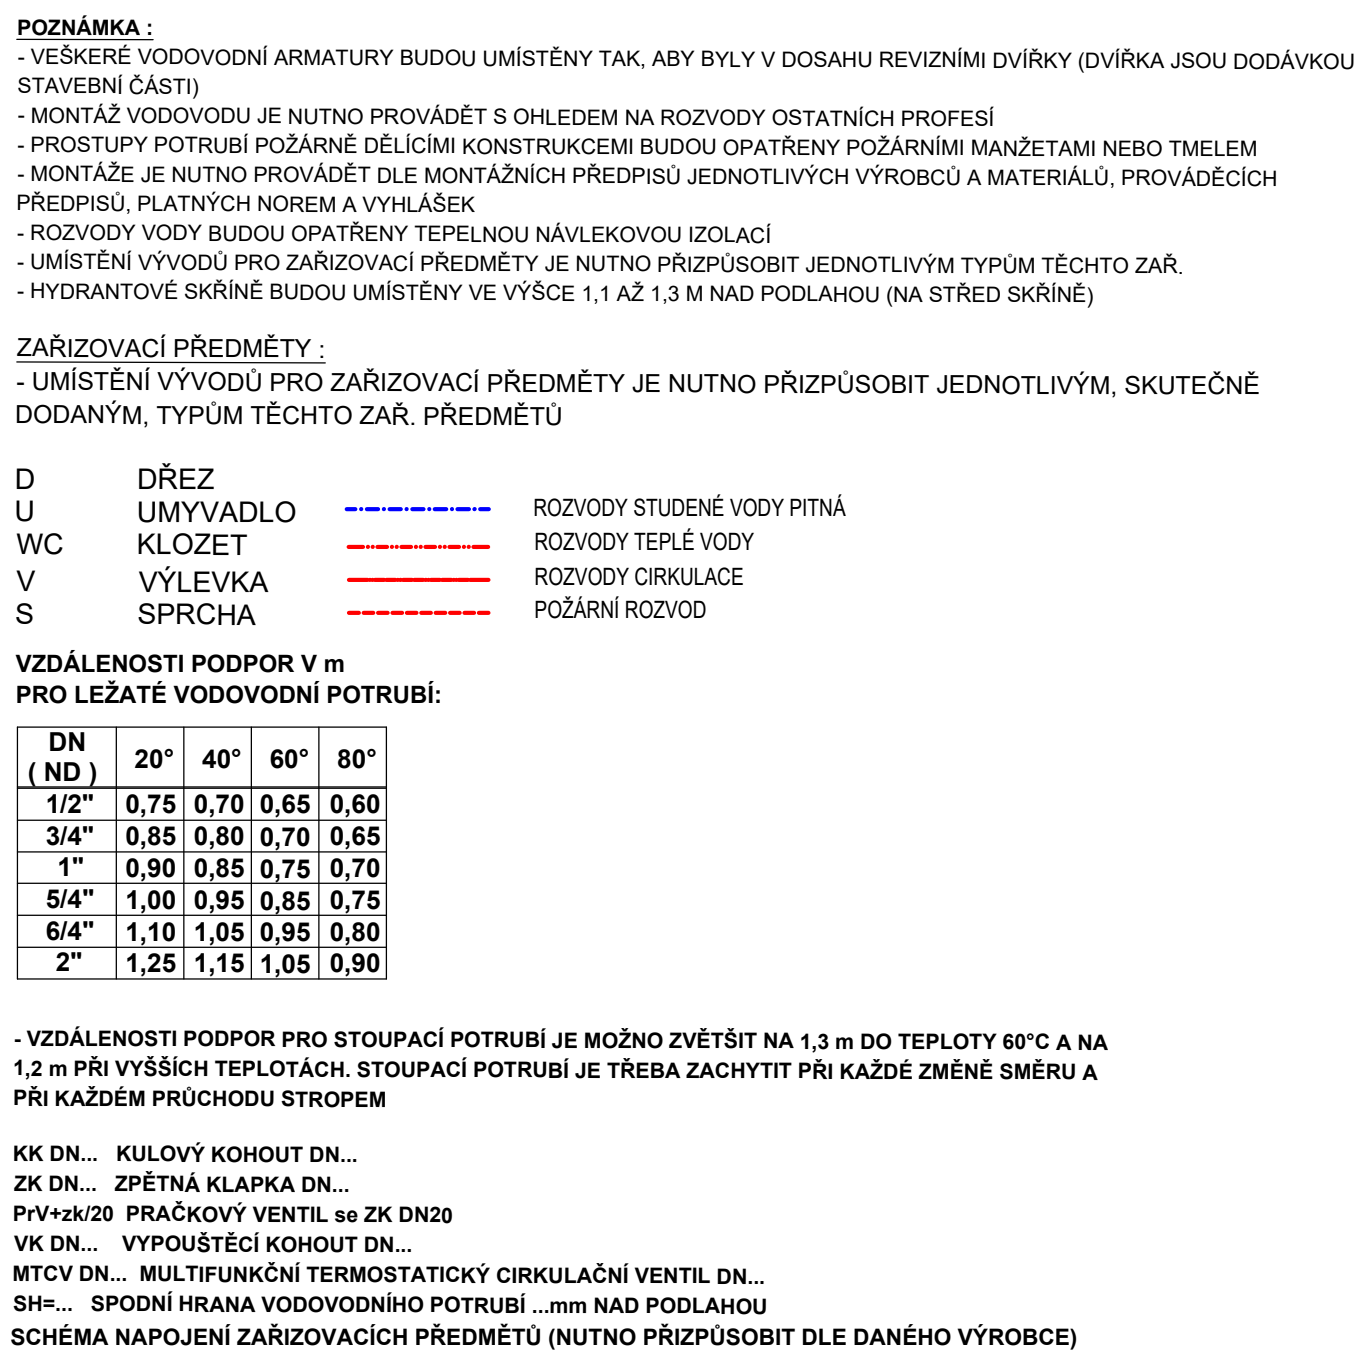 POZNÁMKA :
- VEŠKERÉ VODOVODNÍ ARMATURY BUDOU UMÍSTĚNY TAK, ABY BYLY V DOSAHU REVIZNÍMI DVÍŘKY (DVÍŘKA JSOU DODÁVKOU
STAVEBNÍ ČÁSTI)
- MONTÁŽ VODOVODU JE NUTNO PROVÁDĚT S OHLEDEM NA ROZVODY OSTATNÍCH PROFESÍ
- PROSTUPY POTRUBÍ POŽÁRNĚ DĚLÍCÍMI KONSTRUKCEMI BUDOU OPATŘENY POŽÁRNÍMI MANŽETAMI NEBO TMELEM
- MONTÁŽE JE NUTNO PROVÁDĚT DLE MONTÁŽNÍCH PŘEDPISŮ JEDNOTLIVÝCH VÝROBCŮ A MATERIÁLŮ, PROVÁDĚCÍCH
PŘEDPISŮ, PLATNÝCH NOREM A VYHLÁŠEK
- ROZVODY VODY BUDOU OPATŘENY TEPELNOU NÁVLEKOVOU IZOLACÍ
- UMÍSTĚNÍ VÝVODŮ PRO ZAŘIZOVACÍ PŘEDMĚTY JE NUTNO PŘIZPŮSOBIT JEDNOTLIVÝM TYPŮM TĚCHTO ZAŘ.
- HYDRANTOVÉ SKŘÍNĚ BUDOU UMÍSTĚNY VE VÝŠCE 1,1 AŽ 1,3 M NAD PODLAHOU (NA STŘED SKŘÍNĚ)
ZAŘIZOVACÍ PŘEDMĚTY :
- UMÍSTĚNÍ VÝVODŮ PRO ZAŘIZOVACÍ PŘEDMĚTY JE NUTNO PŘIZPŮSOBIT JEDNOTLIVÝM, SKUTEČNĚ
DODANÝM, TYPŮM TĚCHTO ZAŘ. PŘEDMĚTŮ
D DŘEZ
U UMYVADLO ROZVODY STUDENÉ VODY PITNÁ
WC KLOZET ROZVODY TEPLÉ VODY
V VÝLEVKA ROZVODY CIRKULACE
S SPRCHA POŽÁRNÍ ROZVOD
VZDÁLENOSTI PODPOR V m
PRO LEŽATÉ VODOVODNÍ POTRUBÍ:
DN
( ND ) 20° 40° 60° 80°
1/2" 0,75 0,70 0,65 0,60
3/4" 0,85 0,80 0,70 0,65
1" 0,90 0,85 0,75 0,70
5/4" 1,00 0,95 0,85 0,75
6/4" 1,10 1,05 0,95 0,80
2" 1,25 1,15 1,05 0,90
- VZDÁLENOSTI PODPOR PRO STOUPACÍ POTRUBÍ JE MOŽNO ZVĚTŠIT NA 1,3 m DO TEPLOTY 60°C A NA
1,2 m PŘI VYŠŠÍCH TEPLOTÁCH. STOUPACÍ POTRUBÍ JE TŘEBA ZACHYTIT PŘI KAŽDÉ ZMĚNĚ SMĚRU A
PŘI KAŽDÉM PRŮCHODU STROPEM
KK DN... KULOVÝ KOHOUT DN...
ZK DN... ZPĚTNÁ KLAPKA DN...
PrV+zk/20 PRAČKOVÝ VENTIL se ZK DN20
VK DN... VYPOUŠTĚCÍ KOHOUT DN...
MTCV DN... MULTIFUNKČNÍ TERMOSTATICKÝ CIRKULAČNÍ VENTIL DN...
SH=... SPODNÍ HRANA VODOVODNÍHO POTRUBÍ ...mm NAD PODLAHOU
SCHÉMA NAPOJENÍ ZAŘIZOVACÍCH PŘEDMĚTŮ (NUTNO PŘIZPŮSOBIT DLE DANÉHO VÝROBCE)